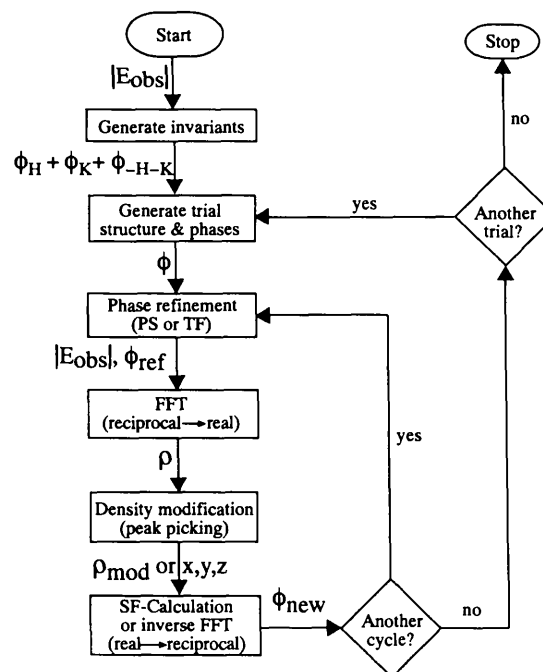 Start
Stop
|Eobs|
no
Generate invariants
ϕH + ϕK + ϕ−H−K
Generate trial
structure & phases
yes
Another
trial?
ϕ
Phase refinement
(PS or TF)
|Eobs|, ϕref
FFT
(reciprocal→real)
yes
ρ
Density modification
(peak picking)
ρmod or x,y,z
SF-Calculation
or inverse FFT
(real→reciprocal)
ϕnew
Another
cycle?
no